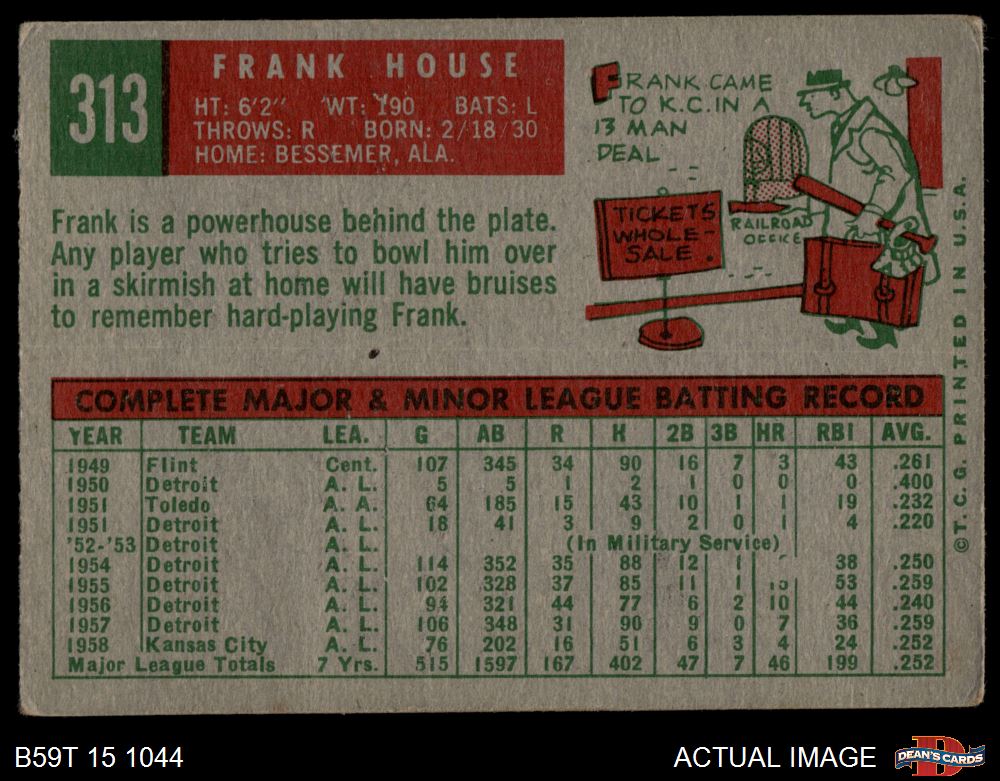 313
FRANK HOUSE
HT: 6'2" WT: 190 BATS: L
THROWS: R BORN: 2/18/30
HOME: BESSEMER, ALA.
FRANK CAME
TO K.C. IN A
13 MAN
DEAL
TICKETS
WHOLE-
SALE.
RAILROAD
OFFICE
Frank is a powerhouse behind the plate.
Any player who tries to bowl him over
in a skirmish at home will have bruises
to remember hard-playing Frank.
COMPLETE MAJOR & MINOR LEAGUE BATTING RECORD
YEAR TEAM LEA. G AB R H 2B 3B HR RBI AVG.
1949 Flint Cent. 107 345 34 90 16 7 3 43 .261
1950 Detroit A. L. 5 5 1 2 1 0 0 0 .400
1951 Toledo A. A. 64 185 15 43 10 1 1 19 .232
1951 Detroit A. L. 18 41 3 9 2 0 1 4 .220
'52-'53 Detroit A. L. (In Military Service)
1954 Detroit A. L. 114 352 35 88 12 1 38 .250
1955 Detroit A. L. 102 328 37 85 11 1 53 .259
1956 Detroit A. L. 94 321 44 77 6 2 10 44 .240
1957 Detroit A. L. 106 348 31 90 9 0 7 36 .259
1958 Kansas City A. L. 76 202 16 51 6 3 4 24 .252
Major League Totals 7 Yrs. 515 1597 167 402 47 7 46 199 .252
©T.C.G. PRINTED IN U.S.A.
B59T 15 1044
ACTUAL IMAGE
D
DEAN'S CARDS